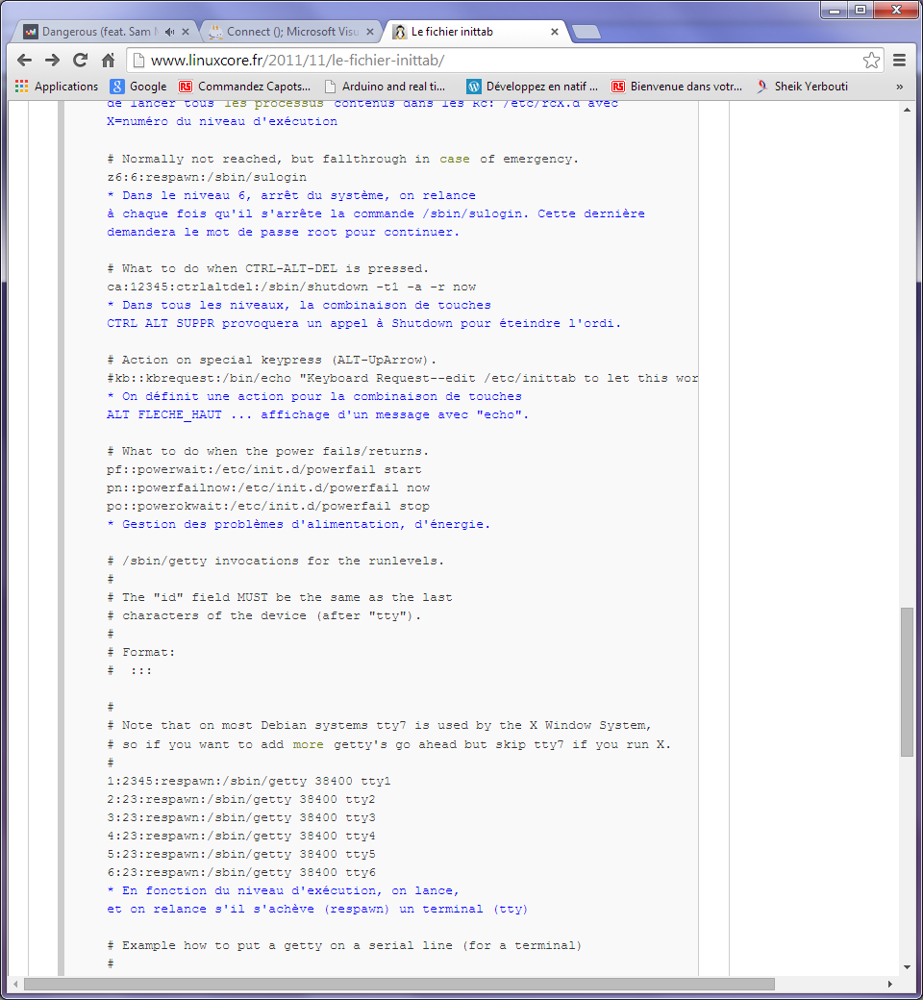 Dangerous (feat. Sam
Connect (); Microsoft Visu
Le fichier inittab
www.linuxcore.fr/2011/11/le-fichier-inittab/
Applications
Google
Commandez Capots...
Arduino and real ti...
Développez en natif ...
Bienvenue dans votr...
Sheik Yerbouti
»
de lancer tous les processus contenus dans les Rc: /etc/rcX.d avec
X=numéro du niveau d'exécution
# Normally not reached, but fallthrough in case of emergency.
z6:6:respawn:/sbin/sulogin
* Dans le niveau 6, arrêt du système, on relance
à chaque fois qu'il s'arrête la commande /sbin/sulogin. Cette dernière
demandera le mot de passe root pour continuer.
# What to do when CTRL-ALT-DEL is pressed.
ca:12345:ctrlaltdel:/sbin/shutdown -t1 -a -r now
* Dans tous les niveaux, la combinaison de touches
CTRL ALT SUPPR provoquera un appel à Shutdown pour éteindre l'ordi.
# Action on special keypress (ALT-UpArrow).
#kb::kbrequest:/bin/echo "Keyboard Request--edit /etc/inittab to let this wor
* On définit une action pour la combinaison de touches
ALT FLECHE_HAUT ... affichage d'un message avec "echo".
# What to do when the power fails/returns.
pf::powerwait:/etc/init.d/powerfail start
pn::powerfailnow:/etc/init.d/powerfail now
po::powerokwait:/etc/init.d/powerfail stop
* Gestion des problèmes d'alimentation, d'énergie.
# /sbin/getty invocations for the runlevels.
#
# The "id" field MUST be the same as the last
# characters of the device (after "tty").
#
# Format:
#  :::
#
# Note that on most Debian systems tty7 is used by the X Window System,
# so if you want to add more getty's go ahead but skip tty7 if you run X.
#
1:2345:respawn:/sbin/getty 38400 tty1
2:23:respawn:/sbin/getty 38400 tty2
3:23:respawn:/sbin/getty 38400 tty3
4:23:respawn:/sbin/getty 38400 tty4
5:23:respawn:/sbin/getty 38400 tty5
6:23:respawn:/sbin/getty 38400 tty6
* En fonction du niveau d'exécution, on lance,
et on relance s'il s'achève (respawn) un terminal (tty)
# Example how to put a getty on a serial line (for a terminal)
#